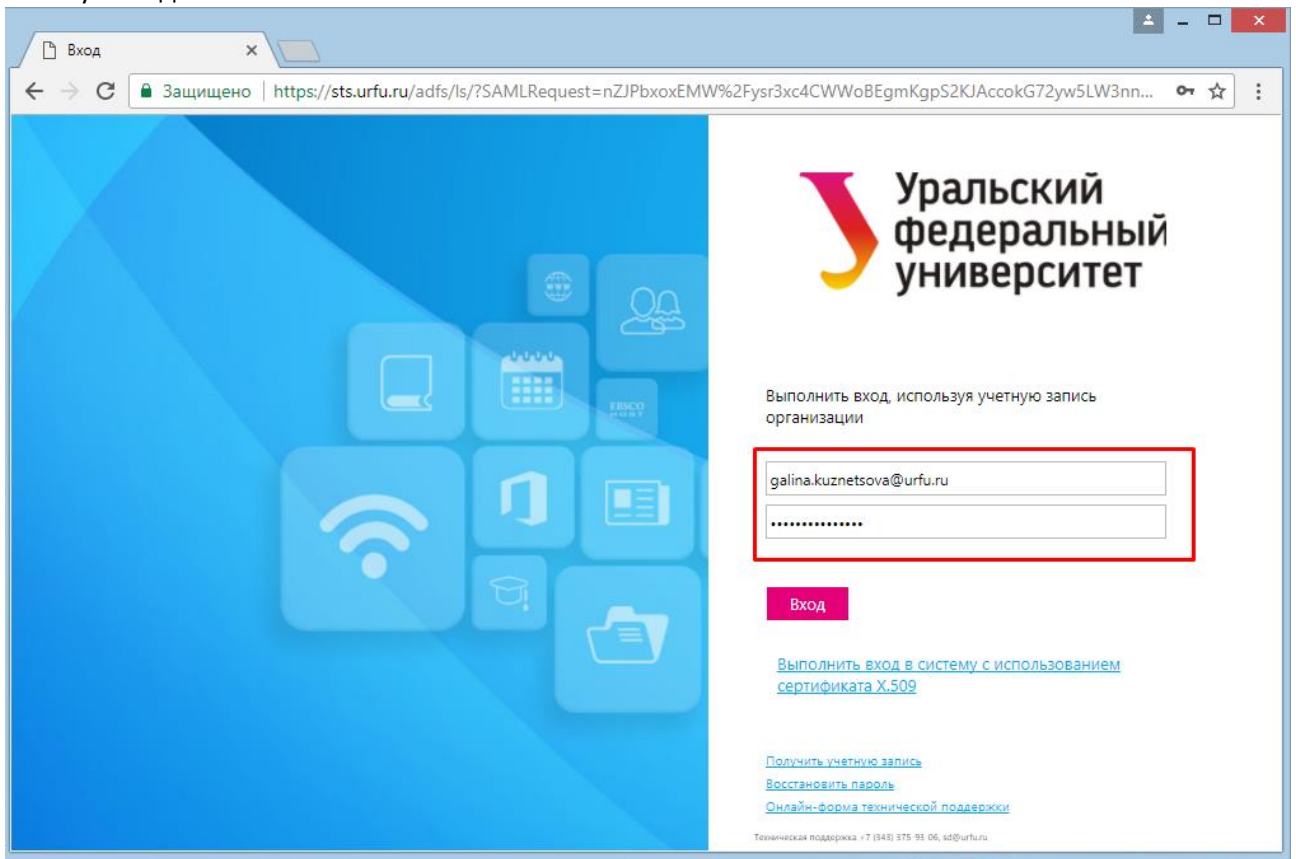 Вход
Защищено | https://sts.urfu.ru/adfs/ls/?SAMLRequest=nZJPbxoxEMW%2Fysr3xc4CWWoBEgmKgpS2KJAccokG72yw5LW3nn...
Уральский
федеральный
университет
EBSCO
HOST
Выполнить вход, используя учетную запись
организации
galina.kuznetsova@urfu.ru
•••••••••••••••
Вход
Выполнить вход в систему с использованием
сертификата X.509
Получить учетную запись
Восстановить пароль
Онлайн-форма технической поддержки
Техническая поддержка +7 (343) 375-93-06, sd@urfu.ru